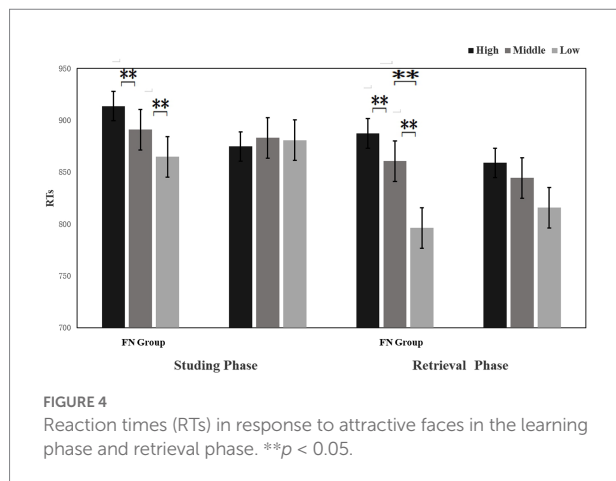 ■ High ■ Middle ■ Low
950
900
850
800
750
700
RTs
** ** ** ** **
FN Group FN Group
Studing Phase Retrieval Phase
FIGURE 4
Reaction times (RTs) in response to attractive faces in the learning
phase and retrieval phase. **p < 0.05.